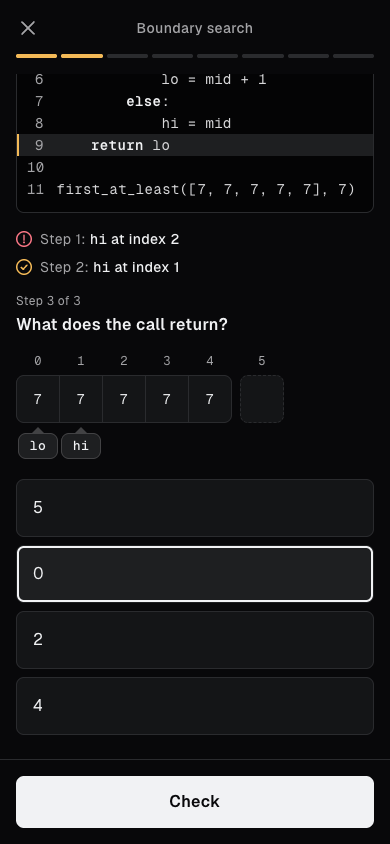 Boundary search
6 lo = mid + 1
7 else:
8 hi = mid
9 return lo
10
11 first_at_least([7, 7, 7, 7, 7], 7)
Step 1: hi at index 2
Step 2: hi at index 1
Step 3 of 3
What does the call return?
0 1 2 3 4 5
7 7 7 7 7
lo hi
5
0
2
4
Check